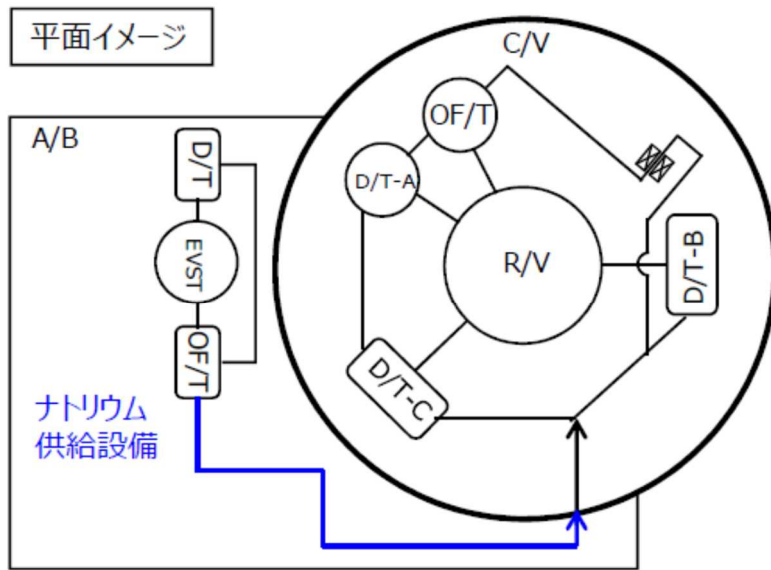 平面イメージ
C/V
A/B
OF/T
D/T
D/T-A
EVST
R/V
D/T-B
OF/T
D/T-C
ナトリウム
供給設備